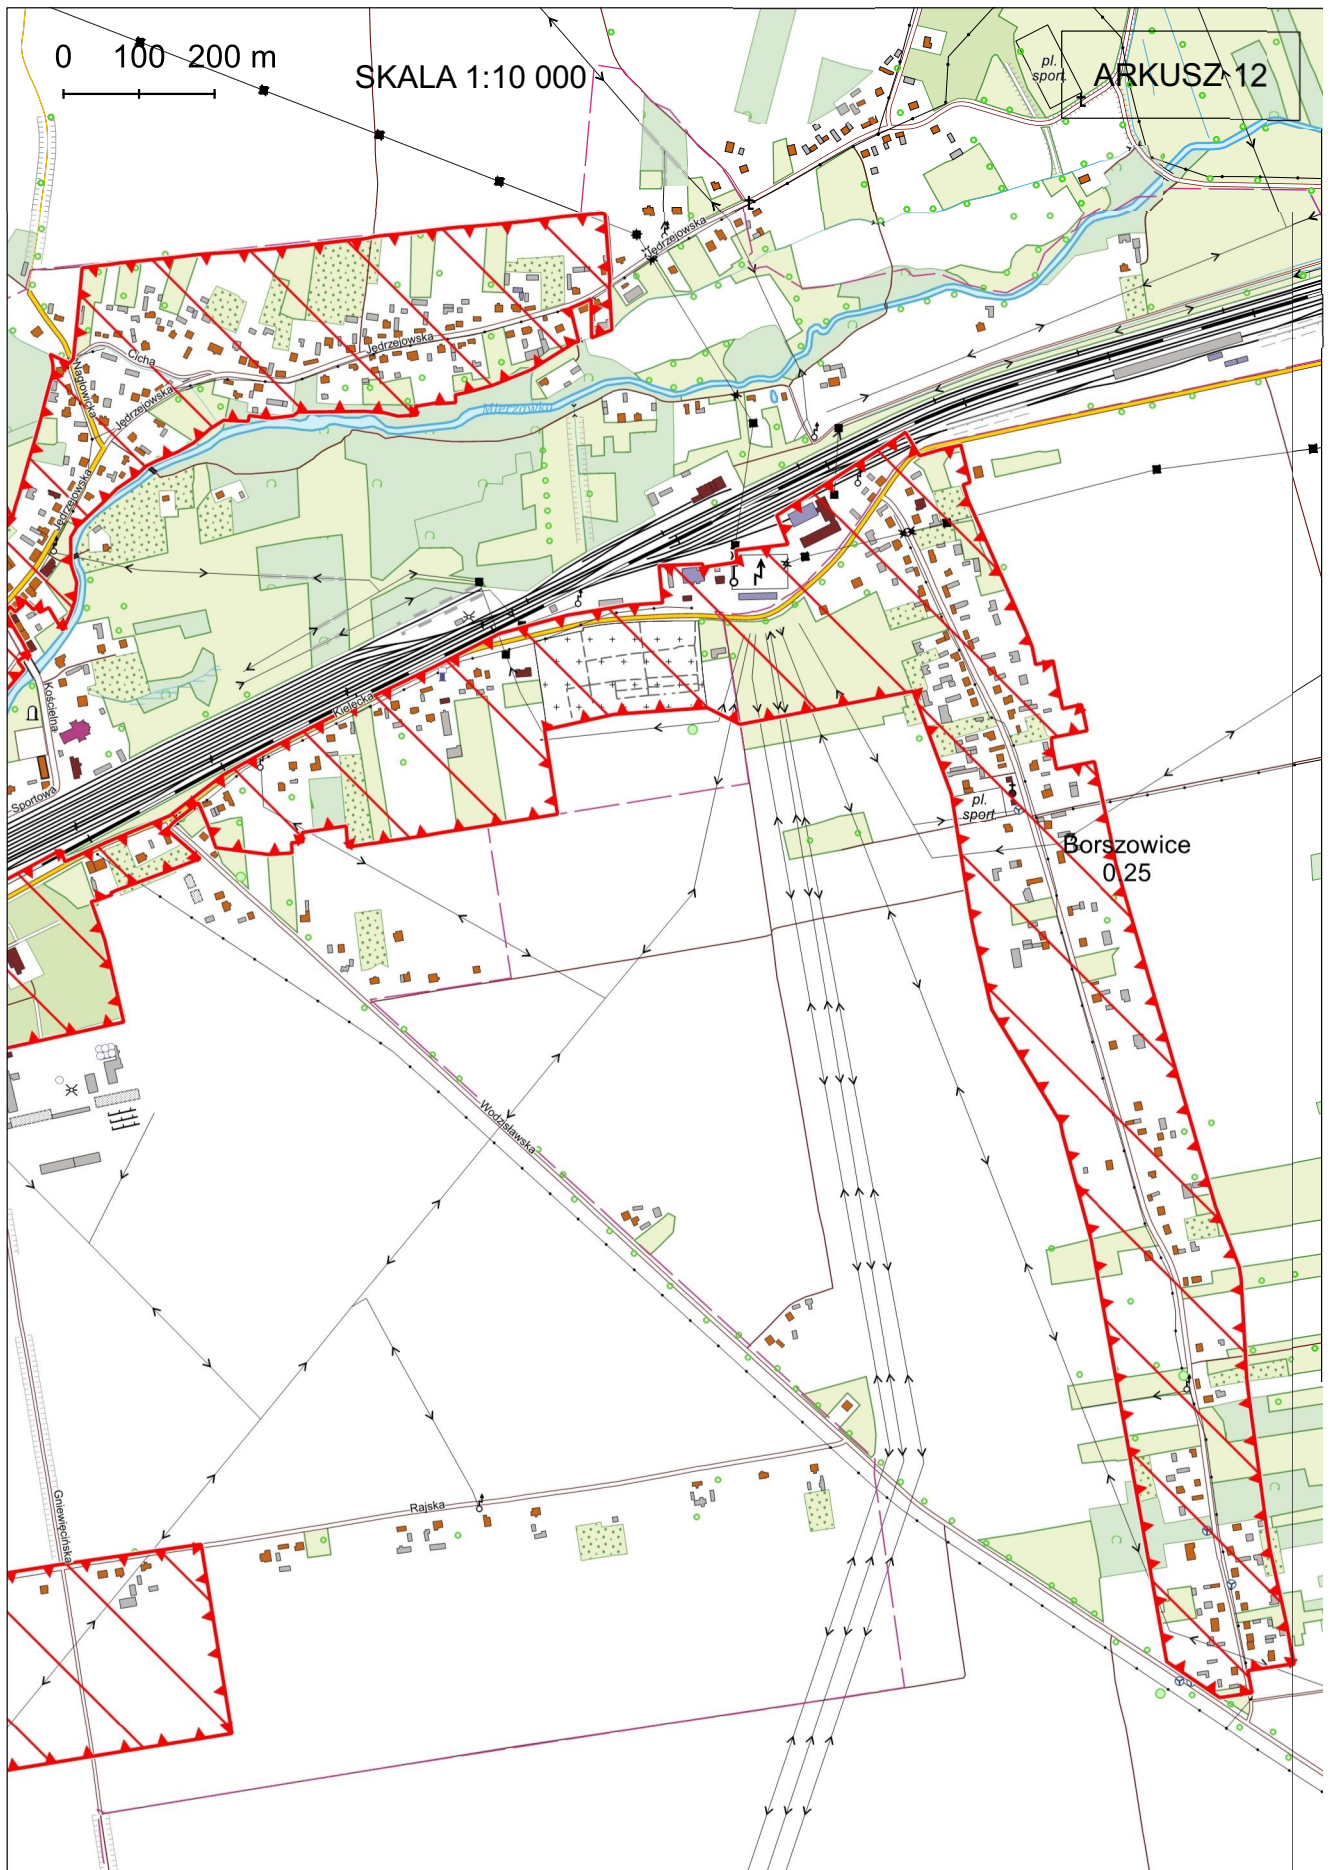 0 100 200 m
SKALA 1:10 000
ARKUSZ 12
pl.
sport.
Jędrzejowska
Jędrzejowska
Cicha
Nagłowicka
Jędrzejowska
Mierzawka
Jędrzejowska
Kościelna
Kielecka
Sportowa
pl.
sport.
Borszowice
0.25
Wodzisławska
Gniewięcińska
Rajska